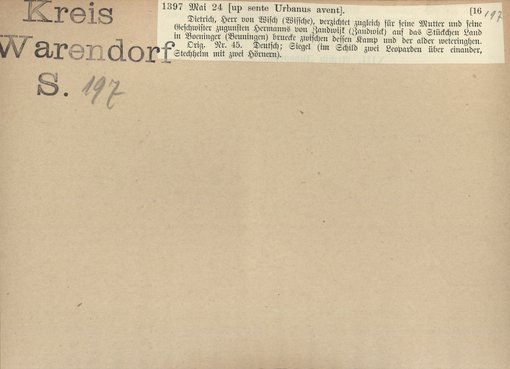 Kreis
Warendorf
S. 197
1397 Mai 24 [up sente Urbanus avent]. [16
197
Dietrich, Herr von Wisch (Wissche), verzichtet zugleich für seine Mutter und seine
Geschwister zugunsten Hermanns von Zandwijk (Zandwick) auf das Stückchen Land
in Boeninger (Beuningen) bruecke zwischen dessen Kamp und der alder weteringhen.
Orig. Nr. 45. Deutsch; Siegel (im Schild zwei Leoparden über einander,
Stechhelm mit zwei Hörnern).